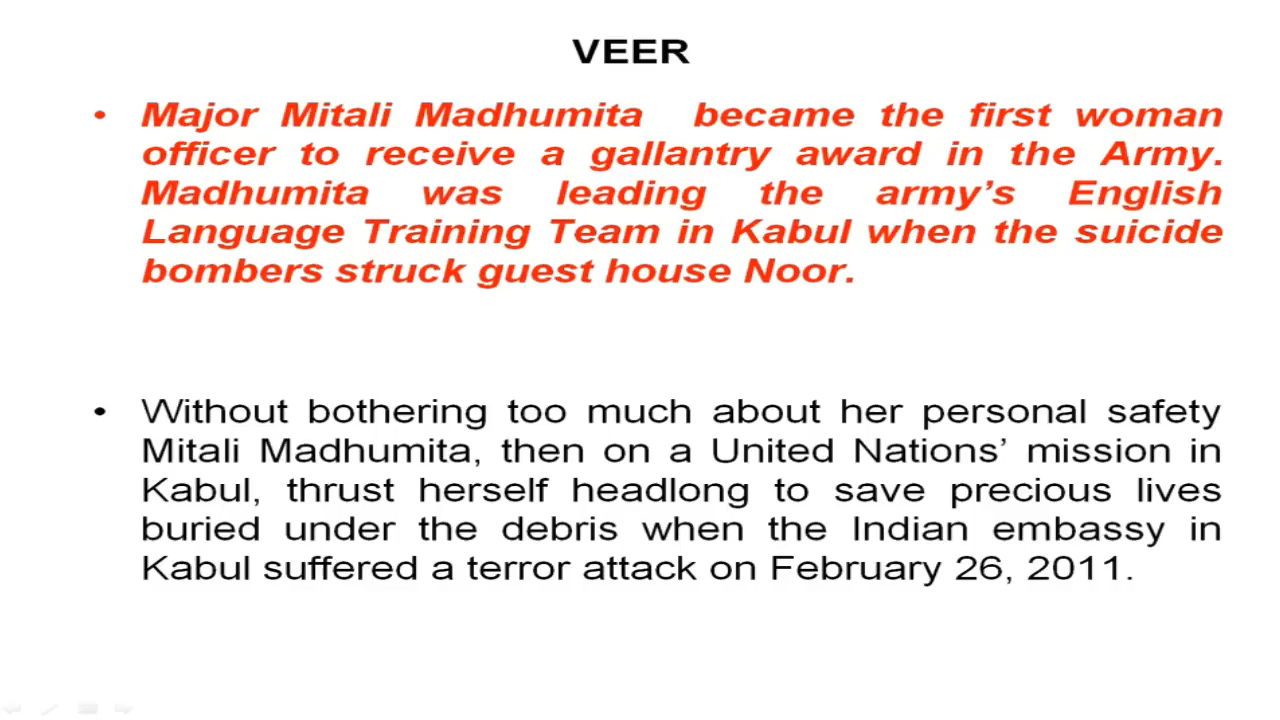 VEER
• Major Mitali Madhumita became the first woman
officer to receive a gallantry award in the Army.
Madhumita was leading the army’s English
Language Training Team in Kabul when the suicide
bombers struck guest house Noor.
• Without bothering too much about her personal safety
Mitali Madhumita, then on a United Nations’ mission in
Kabul, thrust herself headlong to save precious lives
buried under the debris when the Indian embassy in
Kabul suffered a terror attack on February 26, 2011.